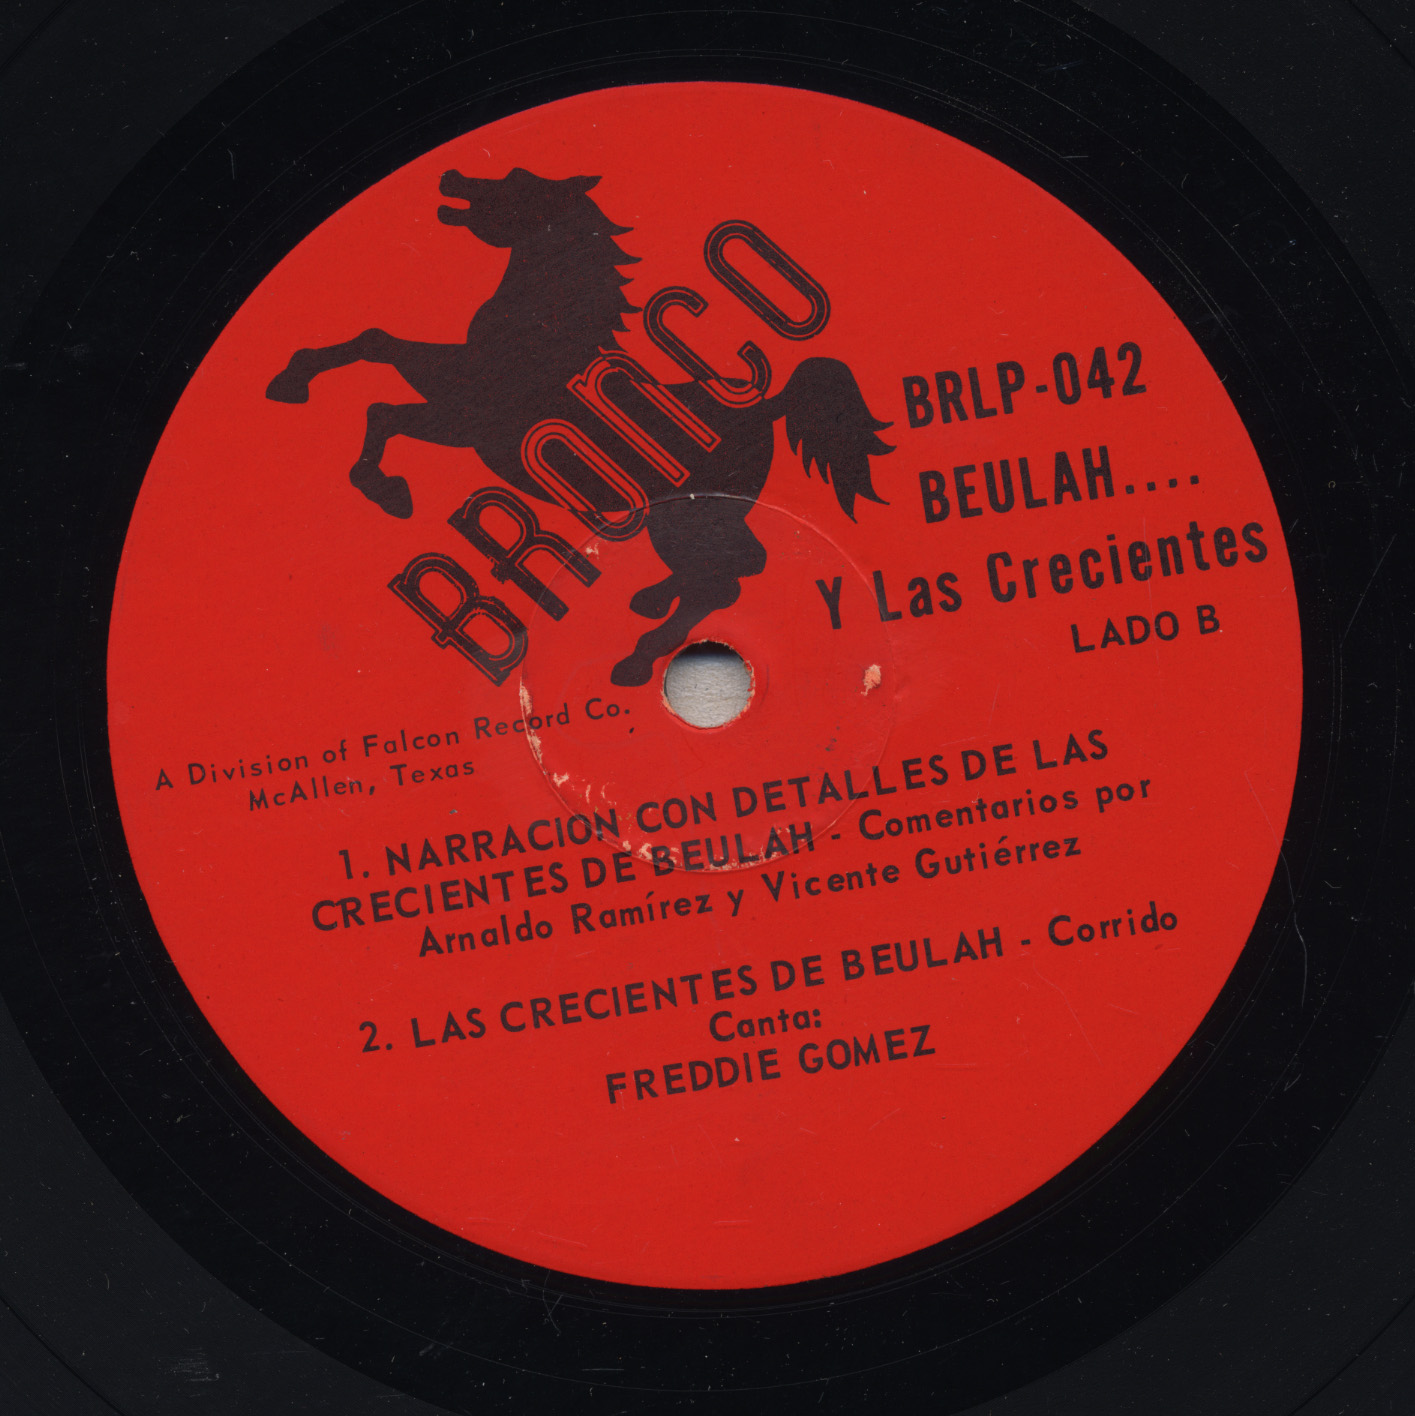 BRONCO
BRLP-042
BEULAH....
Y Las Crecientes
LADO B
A Division of Falcon Record Co.
McAllen, Texas
1. NARRACION CON DETALLES DE LAS
CRECIENTES DE BEULAH - Comentarios por
Arnaldo Ramírez y Vicente Gutiérrez
2. LAS CRECIENTES DE BEULAH - Corrido
Canta:
FREDDIE GOMEZ